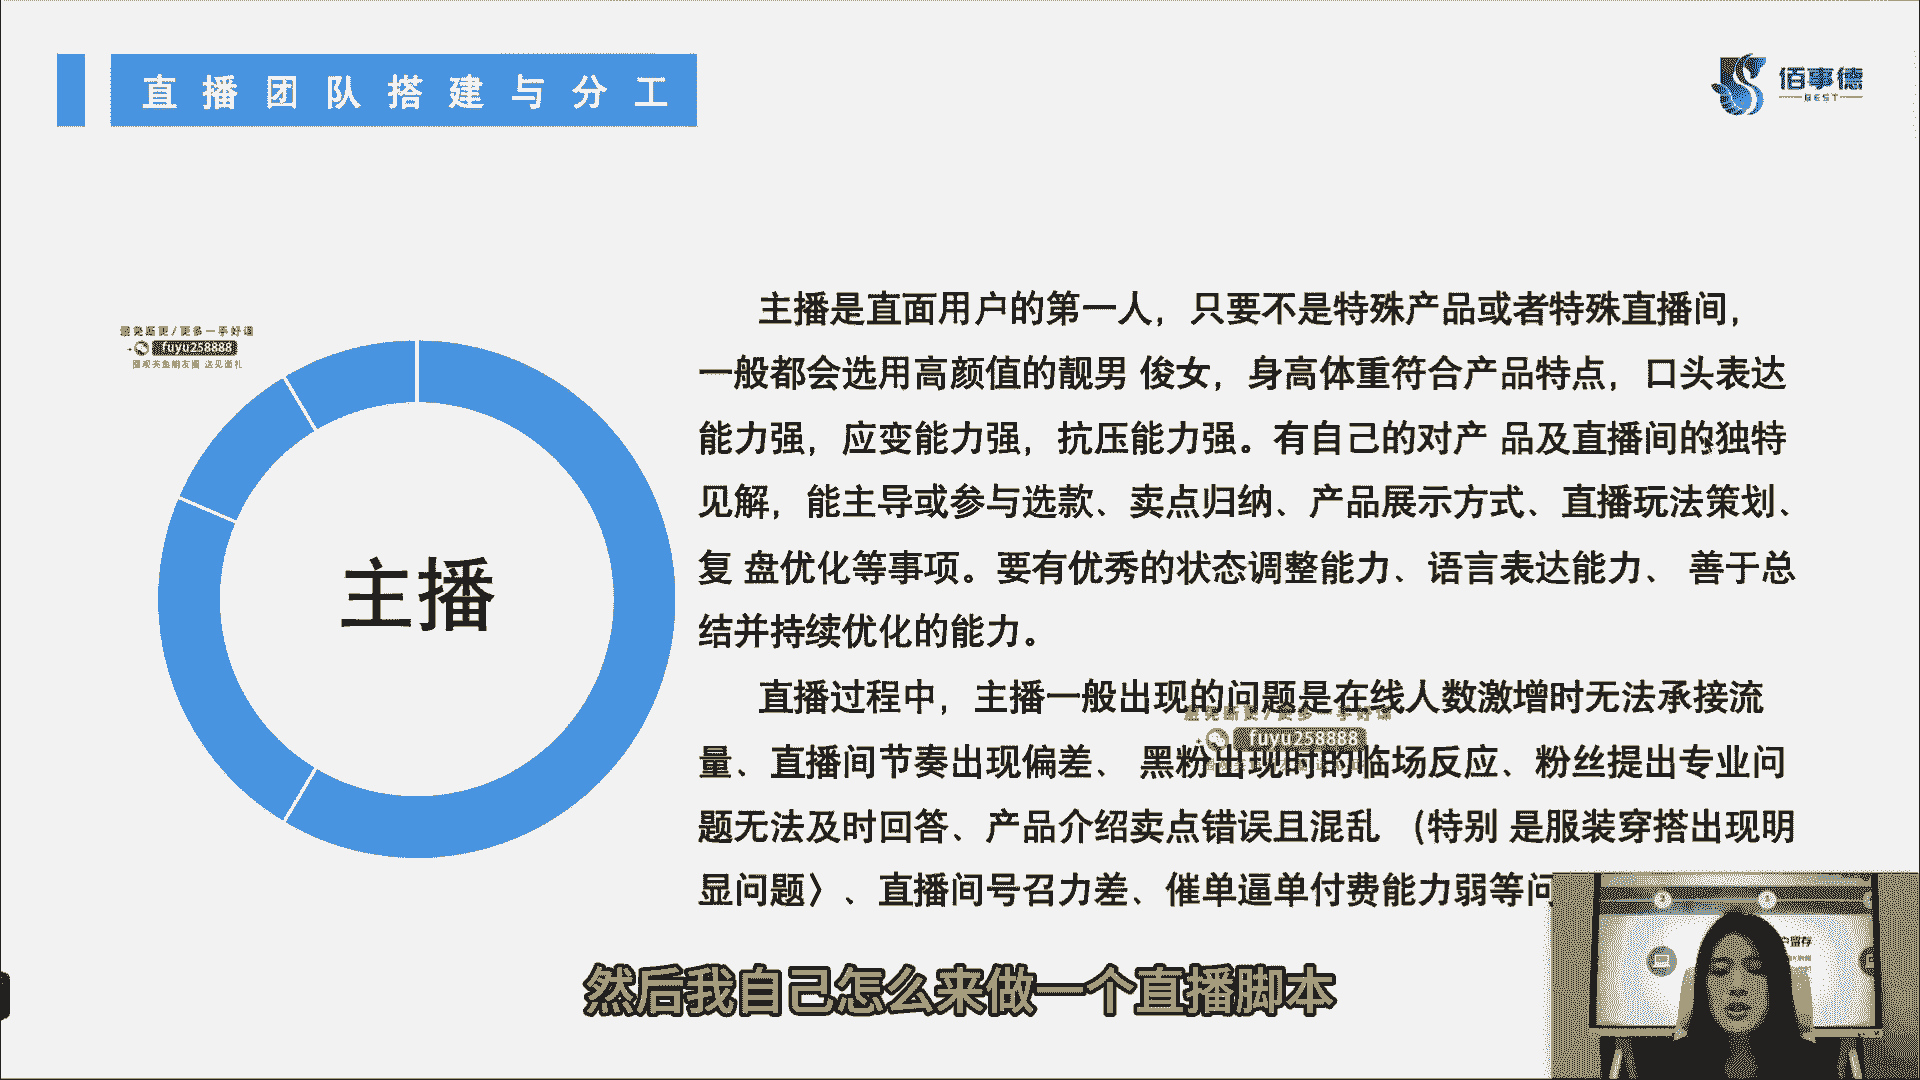 直播团队搭建与分工
佰事德
BEST
避免断更/更多一手好课
fuyu258888
主播
主播是直面用户的第一人，只要不是特殊产品或者特殊直播间，
一般都会选用高颜值的靓男 俊女，身高体重符合产品特点，口头表达
能力强，应变能力强，抗压能力强。有自己的对产 品及直播间的独特
见解，能主导或参与选款、卖点归纳、产品展示方式、直播玩法策划、
复 盘优化等事项。要有优秀的状态调整能力、语言表达能力、 善于总
结并持续优化的能力。
直播过程中，主播一般出现的问题是在线人数激增时无法承接流
避免断更/更多一手好课
fuyu258888
量、直播间节奏出现偏差、 黑粉出现时的临场反应、粉丝提出专业问
题无法及时回答、产品介绍卖点错误且混乱 （特别 是服装穿搭出现明
显问题〉、直播间号召力差、催单逼单付费能力弱等问
户留存
然后我自己怎么来做一个直播脚本